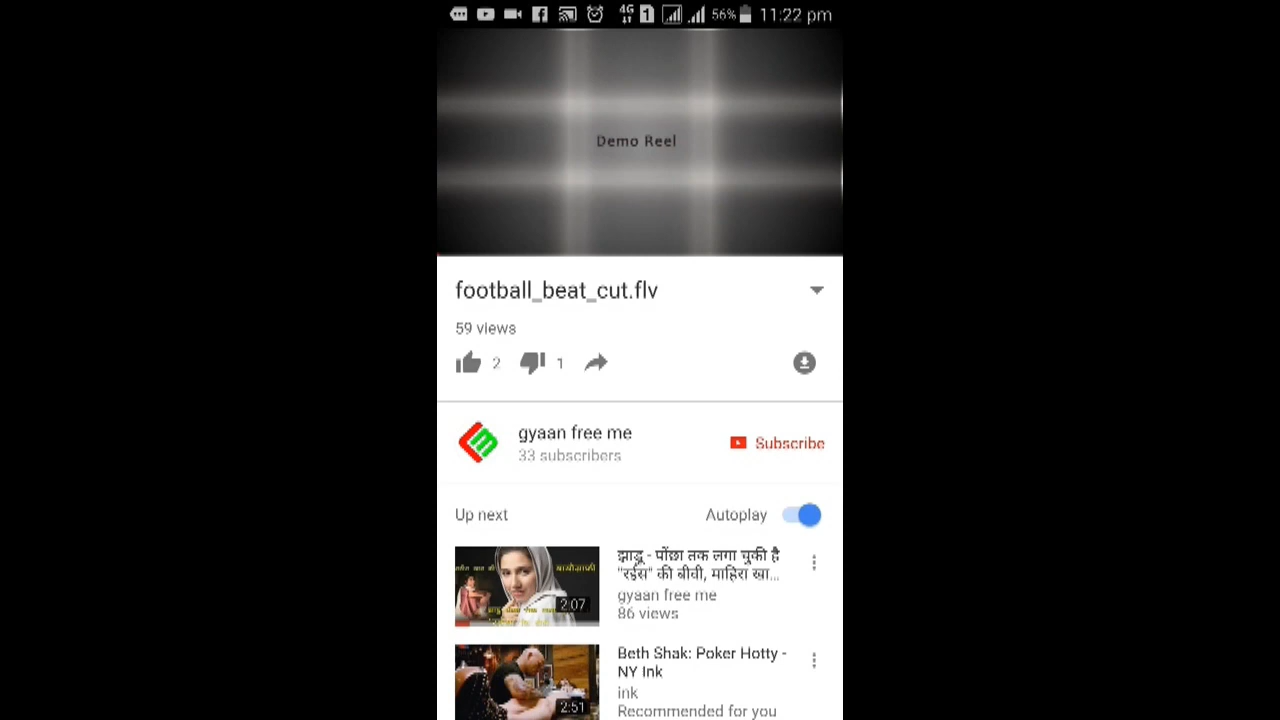 4G 1 56% 11:22 pm
Demo Reel
football_beat_cut.flv
59 views
2 1
gyaan free me
33 subscribers
Subscribe
Up next
Autoplay
2:07
झाड़ू - पोंछा तक लगा चुकी है
"रईस" की बीवी, माहिरा खा...
gyaan free me
86 views
2:51
Beth Shak: Poker Hotty -
NY Ink
ink
Recommended for you